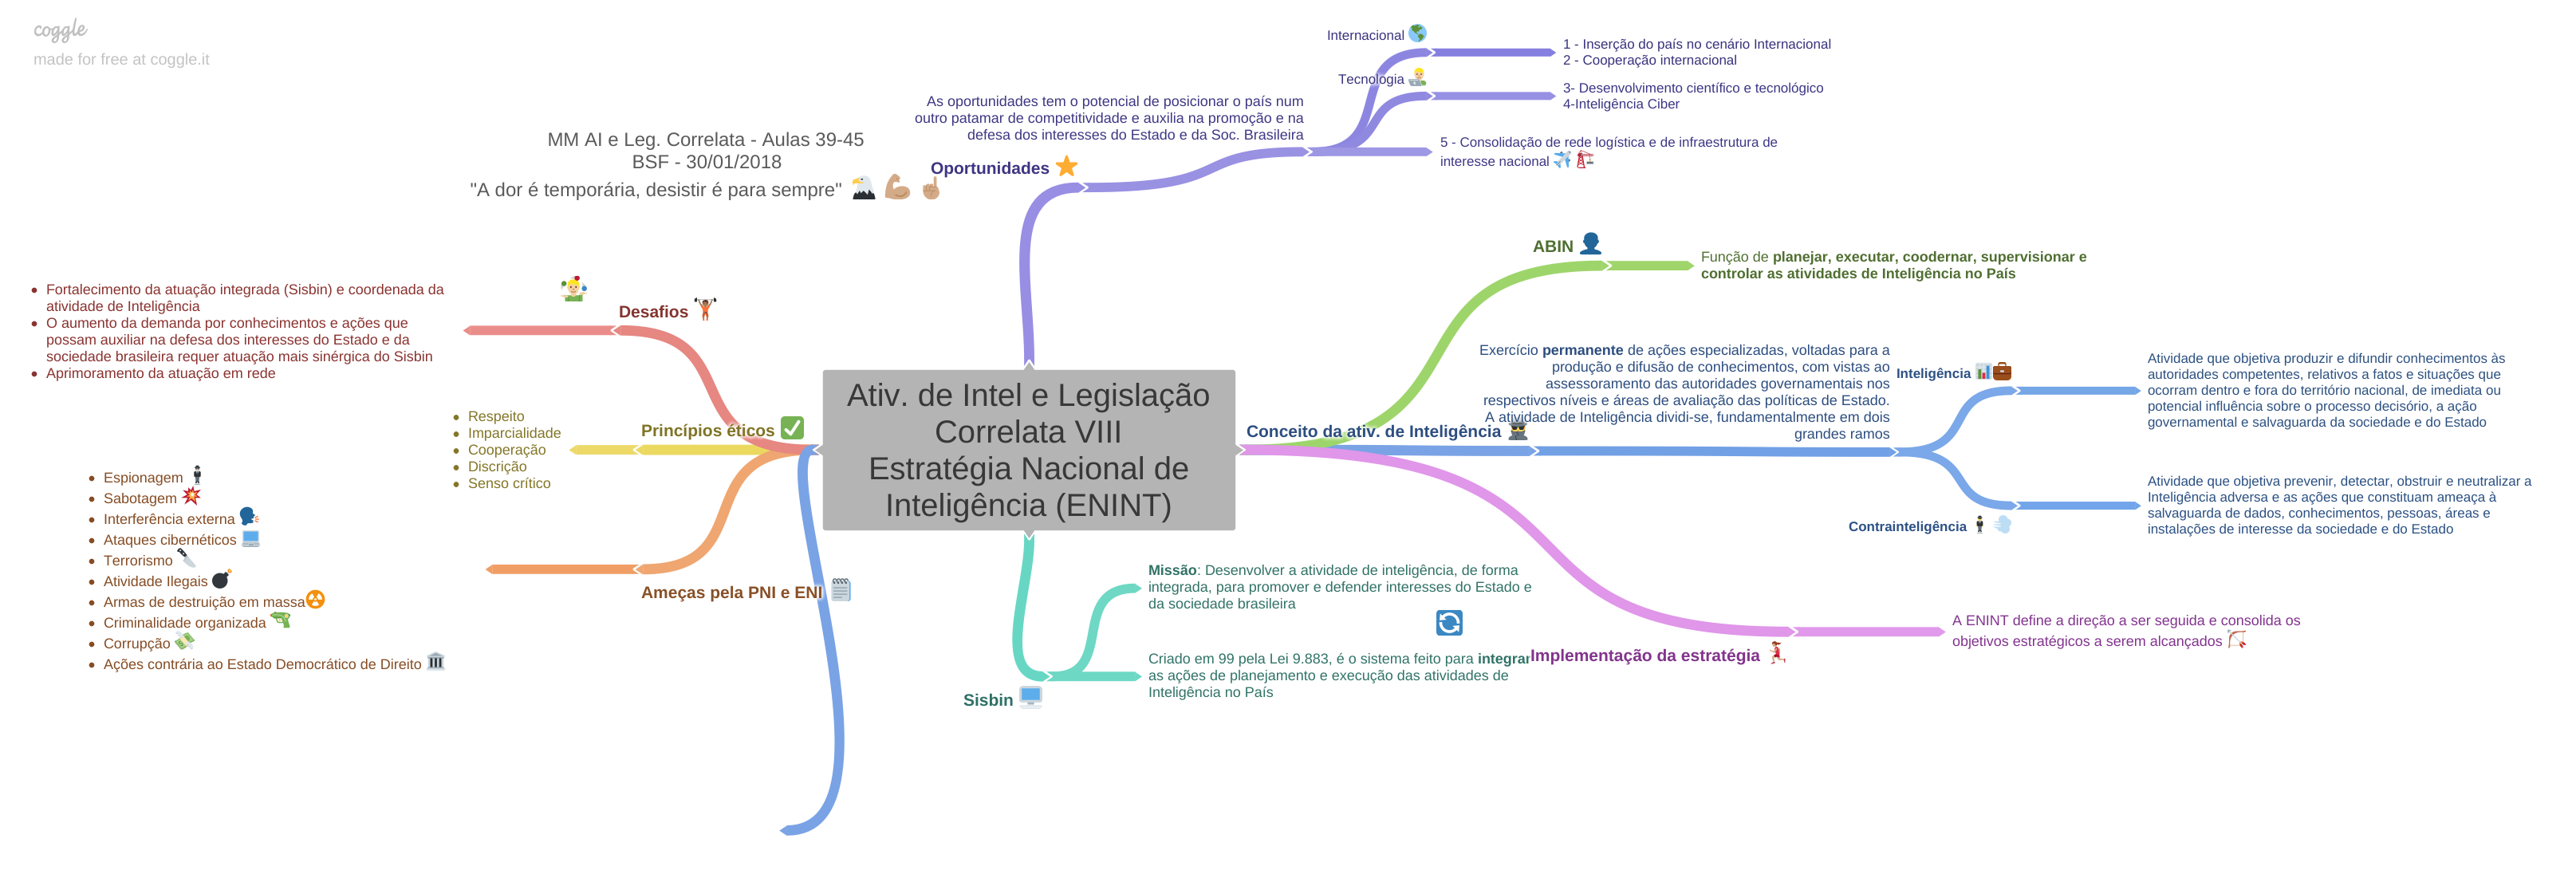 coggle
made for free at coggle.it
MM AI e Leg. Correlata - Aulas 39-45
BSF - 30/01/2018
"A dor é temporária, desistir é para sempre"
Ativ. de Intel e Legislação
Correlata VIII
Estratégia Nacional de
Inteligência (ENINT)
Oportunidades
As oportunidades tem o potencial de posicionar o país num
outro patamar de competitividade e auxilia na promoção e na
defesa dos interesses do Estado e da Soc. Brasileira
Internacional
1 - Inserção do país no cenário Internacional
2 - Cooperação internacional
Tecnologia
3- Desenvolvimento científico e tecnológico
4-Inteligência Ciber
5 - Consolidação de rede logística e de infraestrutura de
interesse nacional
ABIN
Função de planejar, executar, coodernar, supervisionar e
controlar as atividades de Inteligência no País
Conceito da ativ. de Inteligência
Exercício permanente de ações especializadas, voltadas para a
produção e difusão de conhecimentos, com vistas ao
assessoramento das autoridades governamentais nos
respectivos níveis e áreas de avaliação das políticas de Estado.
A atividade de Inteligência dividi-se, fundamentalmente em dois
grandes ramos
Inteligência
Atividade que objetiva produzir e difundir conhecimentos às
autoridades competentes, relativos a fatos e situações que
ocorram dentro e fora do território nacional, de imediata ou
potencial influência sobre o processo decisório, a ação
governamental e salvaguarda da sociedade e do Estado
Contrainteligência
Atividade que objetiva prevenir, detectar, obstruir e neutralizar a
Inteligência adversa e as ações que constituam ameaça à
salvaguarda de dados, conhecimentos, pessoas, áreas e
instalações de interesse da sociedade e do Estado
Implementação da estratégia
A ENINT define a direção a ser seguida e consolida os
objetivos estratégicos a serem alcançados
Sisbin
Missão: Desenvolver a atividade de inteligência, de forma
integrada, para promover e defender interesses do Estado e
da sociedade brasileira
Criado em 99 pela Lei 9.883, é o sistema feito para integrar
as ações de planejamento e execução das atividades de
Inteligência no País
Desafios
Fortalecimento da atuação integrada (Sisbin) e coordenada da
atividade de Inteligência
O aumento da demanda por conhecimentos e ações que
possam auxiliar na defesa dos interesses do Estado e da
sociedade brasileira requer atuação mais sinérgica do Sisbin
Aprimoramento da atuação em rede
Princípios éticos
Respeito
Imparcialidade
Cooperação
Discrição
Senso crítico
Ameças pela PNI e ENI
Espionagem
Sabotagem
Interferência externa
Ataques cibernéticos
Terrorismo
Atividade Ilegais
Armas de destruição em massa
Criminalidade organizada
Corrupção
Ações contrária ao Estado Democrático de Direito